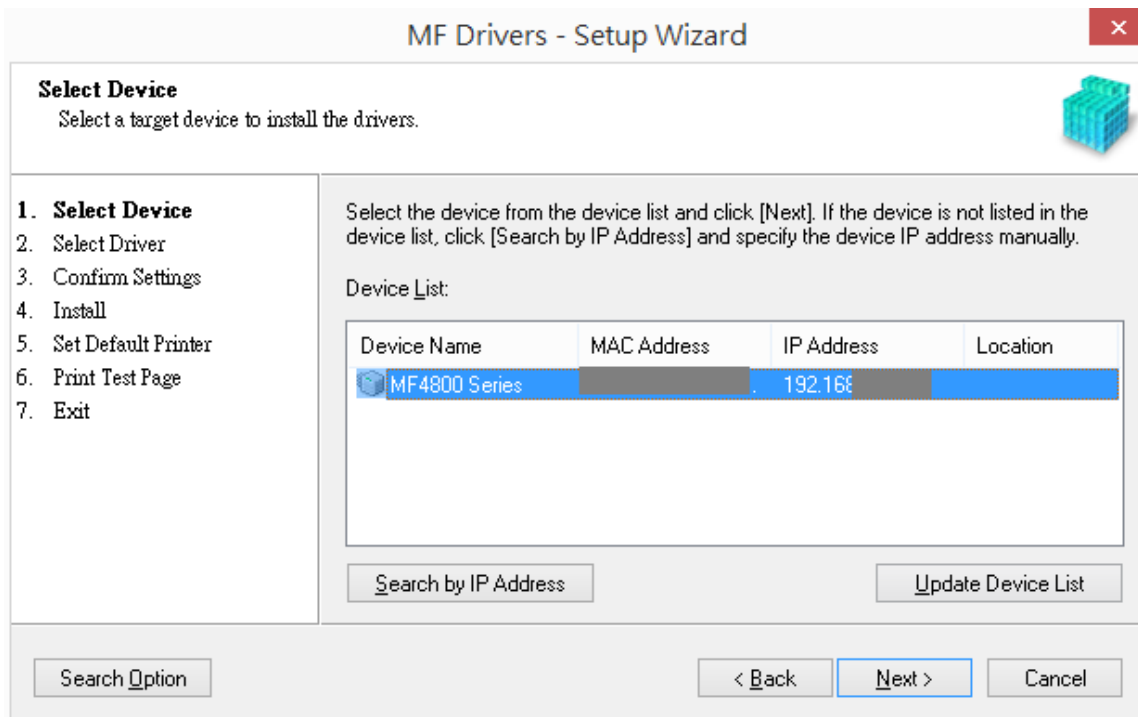 MF Drivers - Setup Wizard
Select Device
Select a target device to install the drivers.
1. Select Device
2. Select Driver
3. Confirm Settings
4. Install
5. Set Default Printer
6. Print Test Page
7. Exit
Select the device from the device list and click [Next]. If the device is not listed in the
device list, click [Search by IP Address] and specify the device IP address manually.
Device List:
Device Name MAC Address IP Address Location
MF4800 Series . 192.168
Search by IP Address Update Device List
Search Option < Back Next > Cancel